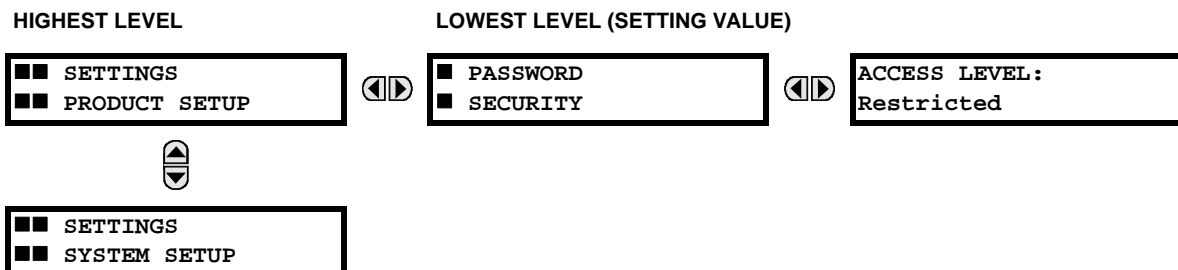 HIGHEST LEVEL
LOWEST LEVEL (SETTING VALUE)
■■ SETTINGS
■■ PRODUCT SETUP
■ PASSWORD
■ SECURITY
ACCESS LEVEL:
Restricted
■■ SETTINGS
■■ SYSTEM SETUP